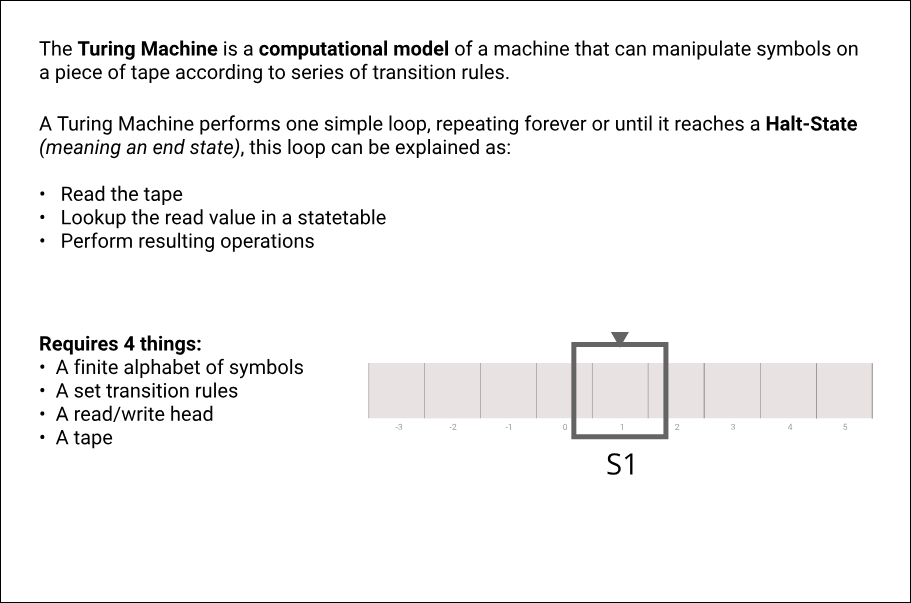 The Turing Machine is a computational model of a machine that can manipulate symbols on
a piece of tape according to series of transition rules.
A Turing Machine performs one simple loop, repeating forever or until it reaches a Halt-State
(meaning an end state), this loop can be explained as:
• Read the tape
• Lookup the read value in a statetable
• Perform resulting operations
Requires 4 things:
• A finite alphabet of symbols
• A set transition rules
• A read/write head
• A tape
-3 -2 -1 0 1 2 3 4 5
S1